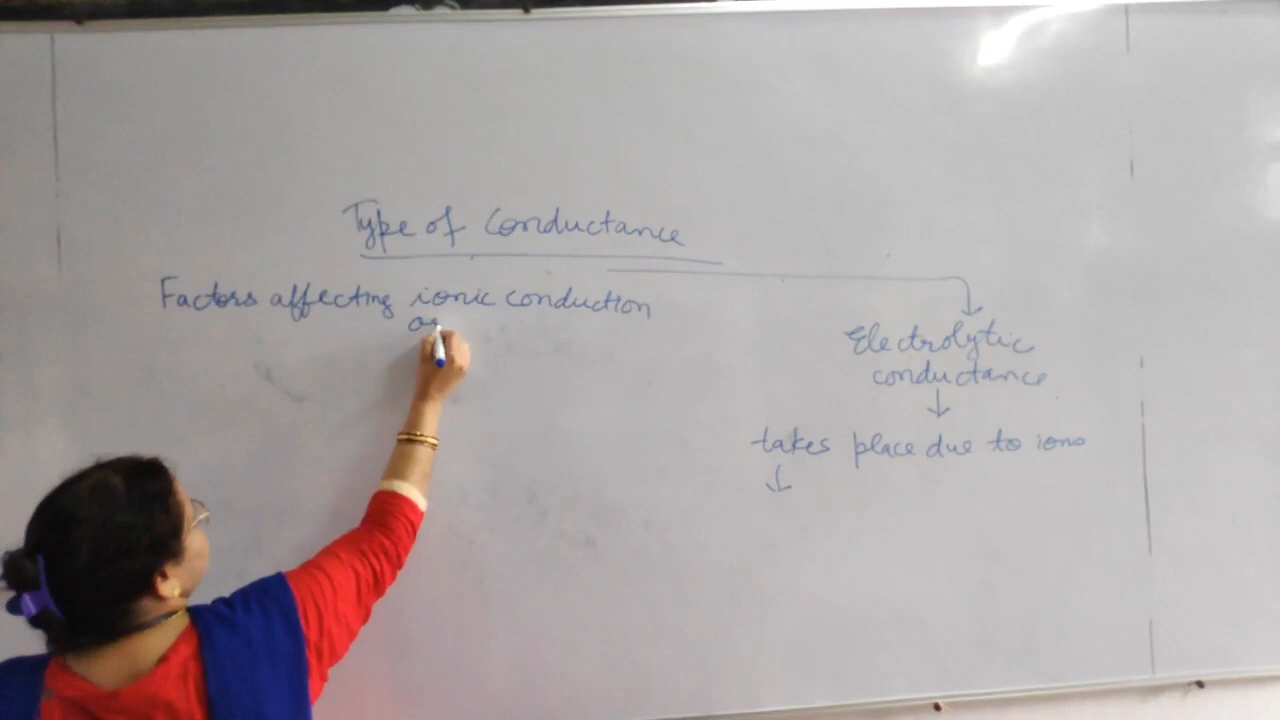 Type of Conductance
Factors affecting ionic conduction
Electrolytic
conductance
takes place due to ions